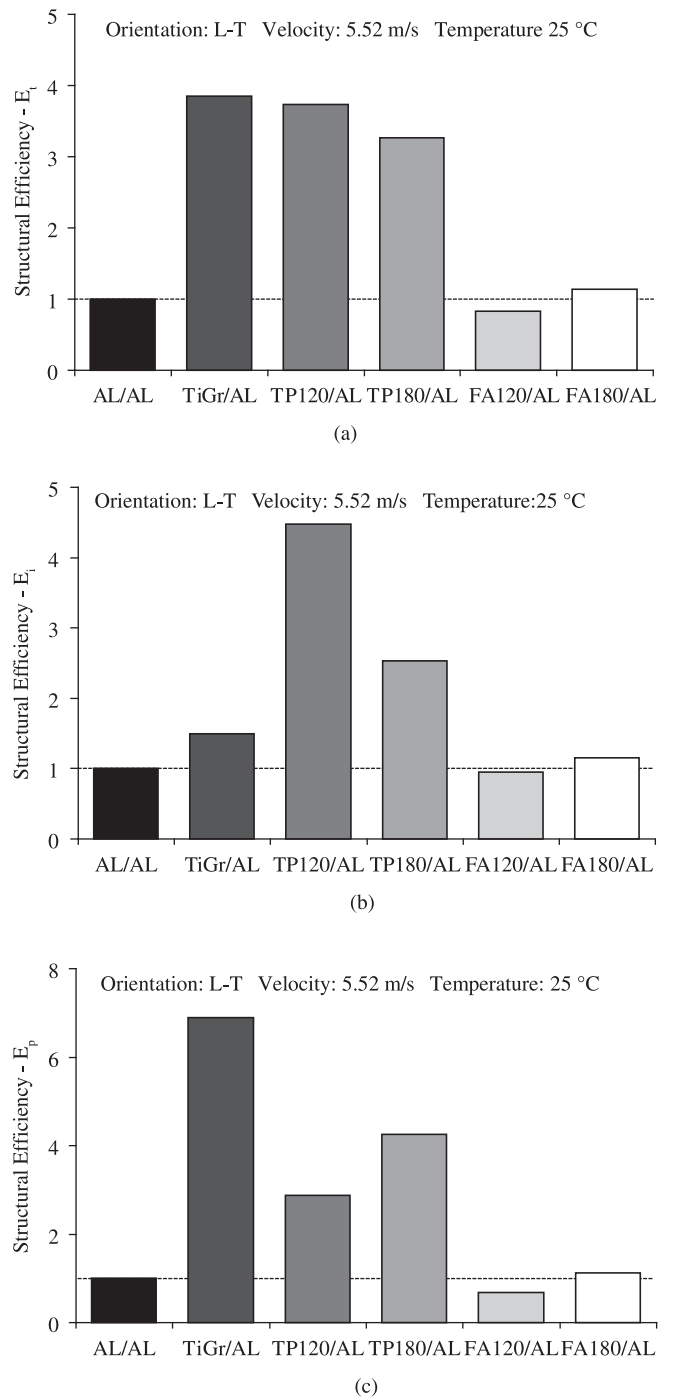 Orientation: L-T Velocity: 5.52 m/s Temperature 25 °C
Structural Efficiency - Et
5
4
3
2
1
0
AL/AL TiGr/AL TP120/AL TP180/AL FA120/AL FA180/AL
(a)
Orientation: L-T Velocity: 5.52 m/s Temperature:25 °C
Structural Efficiency - Ei
5
4
3
2
1
0
AL/AL TiGr/AL TP120/AL TP180/AL FA120/AL FA180/AL
(b)
Orientation: L-T Velocity: 5.52 m/s Temperature: 25 °C
Structural Efficiency - Ep
8
6
4
2
0
AL/AL TiGr/AL TP120/AL TP180/AL FA120/AL FA180/AL
(c)